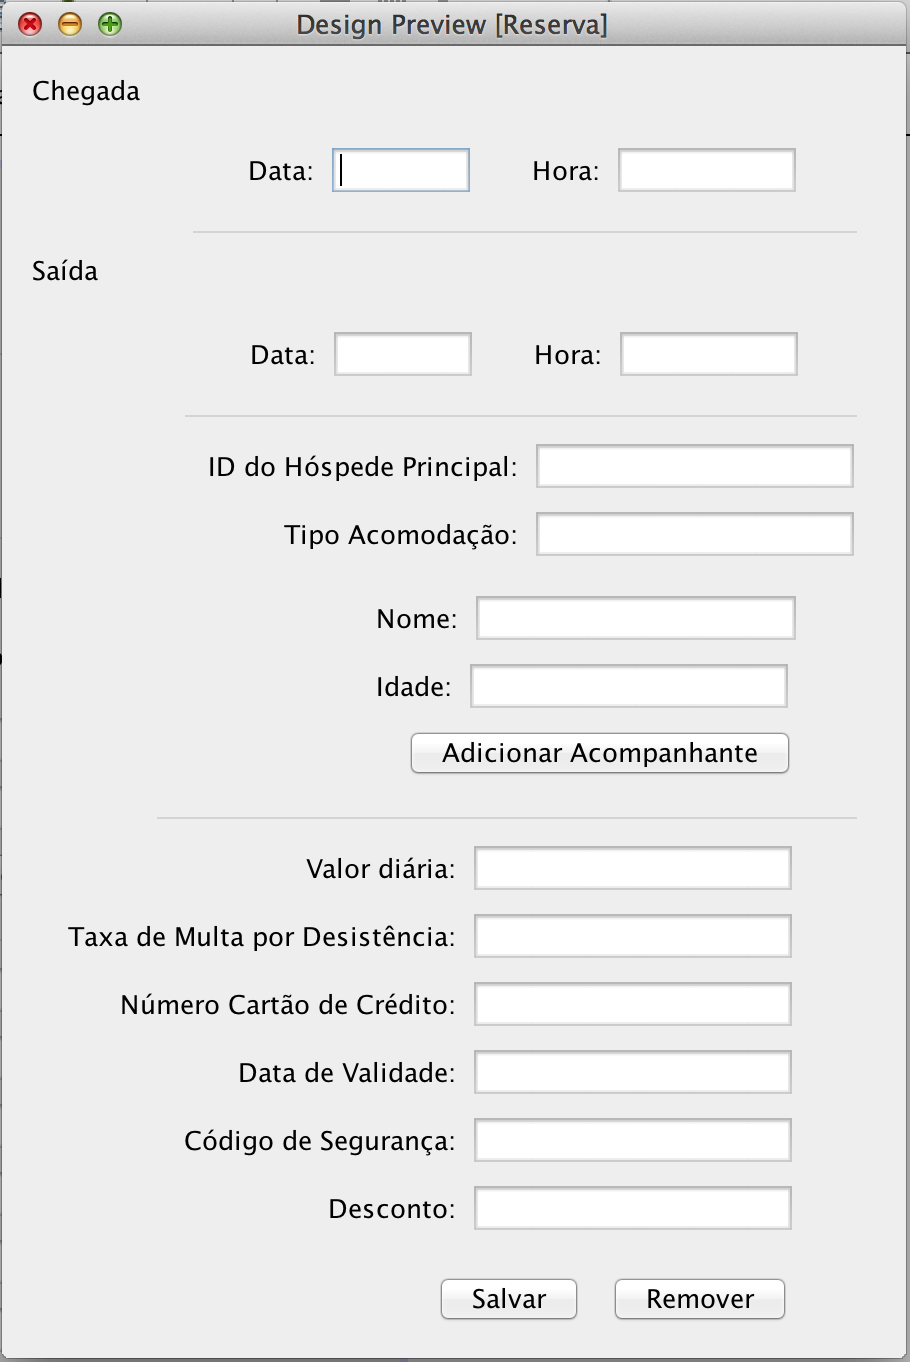 Design Preview [Reserva]
Chegada
Data: Hora:
Saída
Data: Hora:
ID do Hóspede Principal:
Tipo Acomodação:
Nome:
Idade:
Adicionar Acompanhante
Valor diária:
Taxa de Multa por Desistência:
Número Cartão de Crédito:
Data de Validade:
Código de Segurança:
Desconto:
Salvar Remover